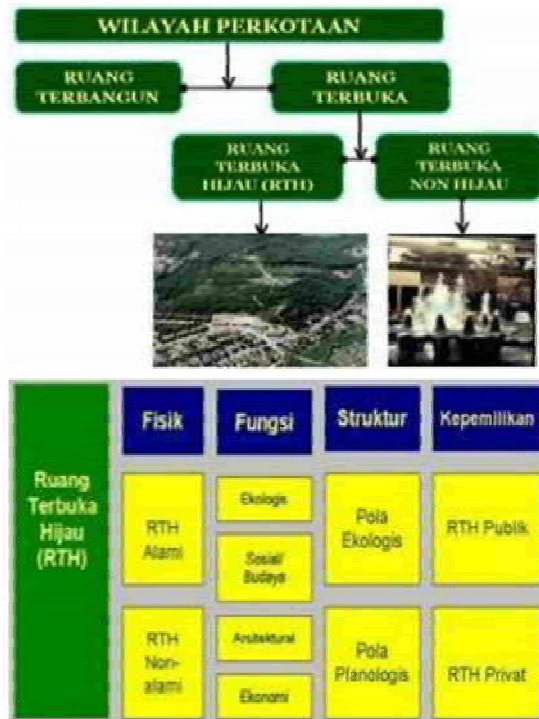 WILAYAH PERKOTAAN
RUANG
TERBANGUN
RUANG
TERBUKA
RUANG
TERBUKA
HIJAU (RTH)
RUANG
TERBUKA
NON HIJAU
Ruang
Terbuka
Hijau
(RTH)
Fisik
Fungsi
Struktur
Kepemilikan
RTH
Alami
Ekologis
Sosial/
Budaya
Pola
Ekologis
RTH Publik
RTH
Non-
alami
Arsitektural
Ekonomi
Pola
Planologis
RTH Privat